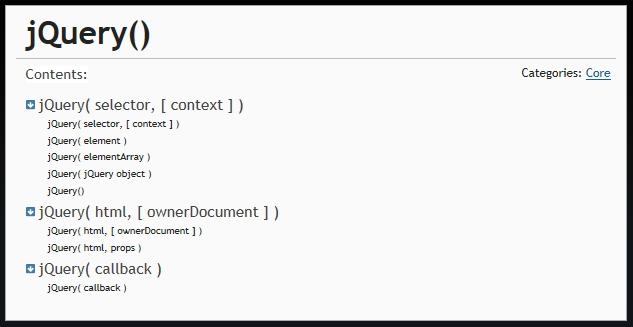 jQuery()
Contents:
Categories: Core
jQuery( selector, [ context ] )
jQuery( selector, [ context ] )
jQuery( element )
jQuery( elementArray )
jQuery( jQuery object )
jQuery()
jQuery( html, [ ownerDocument ] )
jQuery( html, [ ownerDocument ] )
jQuery( html, props )
jQuery( callback )
jQuery( callback )